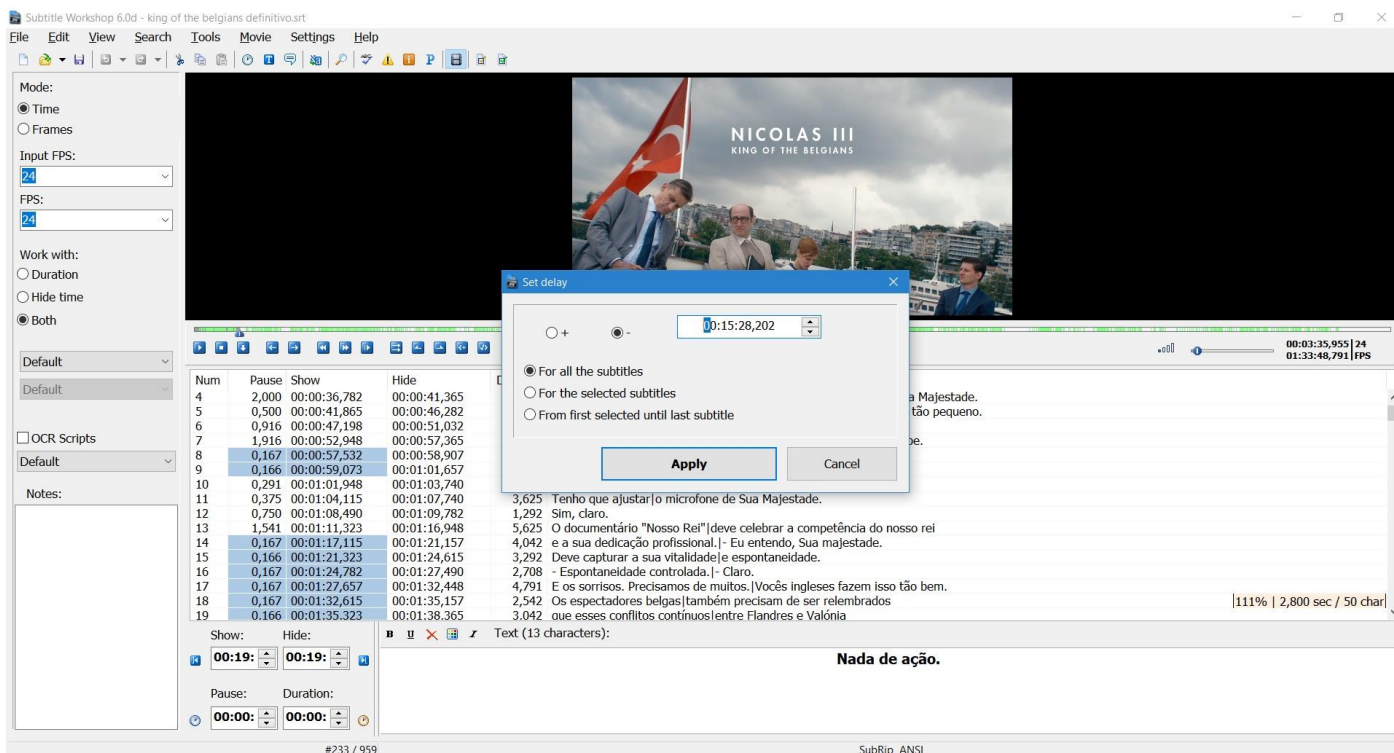 Subtitle Workshop 6.0d - king of the belgians definitivo.srt
File Edit View Search Tools Movie Settings Help
Mode:
Time
Frames
Input FPS:
24
FPS:
24
Work with:
Duration
Hide time
Both
Default
Default
OCR Scripts
Default
Notes:
NICOLAS III
KING OF THE BELGIANS
Set delay
+ - 00:15:28,202
For all the subtitles
For the selected subtitles
From first selected until last subtitle
Apply Cancel
00:03:35,955 24
01:33:48,791 FPS
Num Pause Show Hide
4 2,000 00:00:36,782 00:00:41,365 Majestade.
5 0,500 00:00:41,865 00:00:46,282 tão pequeno.
6 0,916 00:00:47,198 00:00:51,032
7 1,916 00:00:52,948 00:00:57,365
8 0,167 00:00:57,532 00:00:58,907
9 0,166 00:00:59,073 00:01:01,657
10 0,291 00:01:01,948 00:01:03,740
11 0,375 00:01:04,115 00:01:07,740 3,625 Tenho que ajustar|o microfone de Sua Majestade.
12 0,750 00:01:08,490 00:01:09,782 1,292 Sim, claro.
13 1,541 00:01:11,323 00:01:16,948 5,625 O documentário "Nosso Rei"|deve celebrar a competência do nosso rei
14 0,167 00:01:17,115 00:01:21,157 4,042 e a sua dedicação profissional.|- Eu entendo, Sua majestade.
15 0,166 00:01:21,323 00:01:24,615 3,292 Deve capturar a sua vitalidade|e espontaneidade.
16 0,167 00:01:24,782 00:01:27,490 2,708 - Espontaneidade controlada.|- Claro.
17 0,167 00:01:27,657 00:01:32,448 4,791 E os sorrisos. Precisamos de muitos.|Vocês ingleses fazem isso tão bem.
18 0,167 00:01:32,615 00:01:35,157 2,542 Os espectadores belgas|também precisam de ser relembrados 111% | 2,800 sec / 50 char
19 0,166 00:01:35,323 00:01:38,365 3,042 que esses conflitos contínuos|entre Flandres e Valónia
Show: Hide: B U I Text (13 characters):
00:19: 00:19: Nada de ação.
Pause: Duration:
00:00: 00:00:
#233 / 959 SubRip ANSI